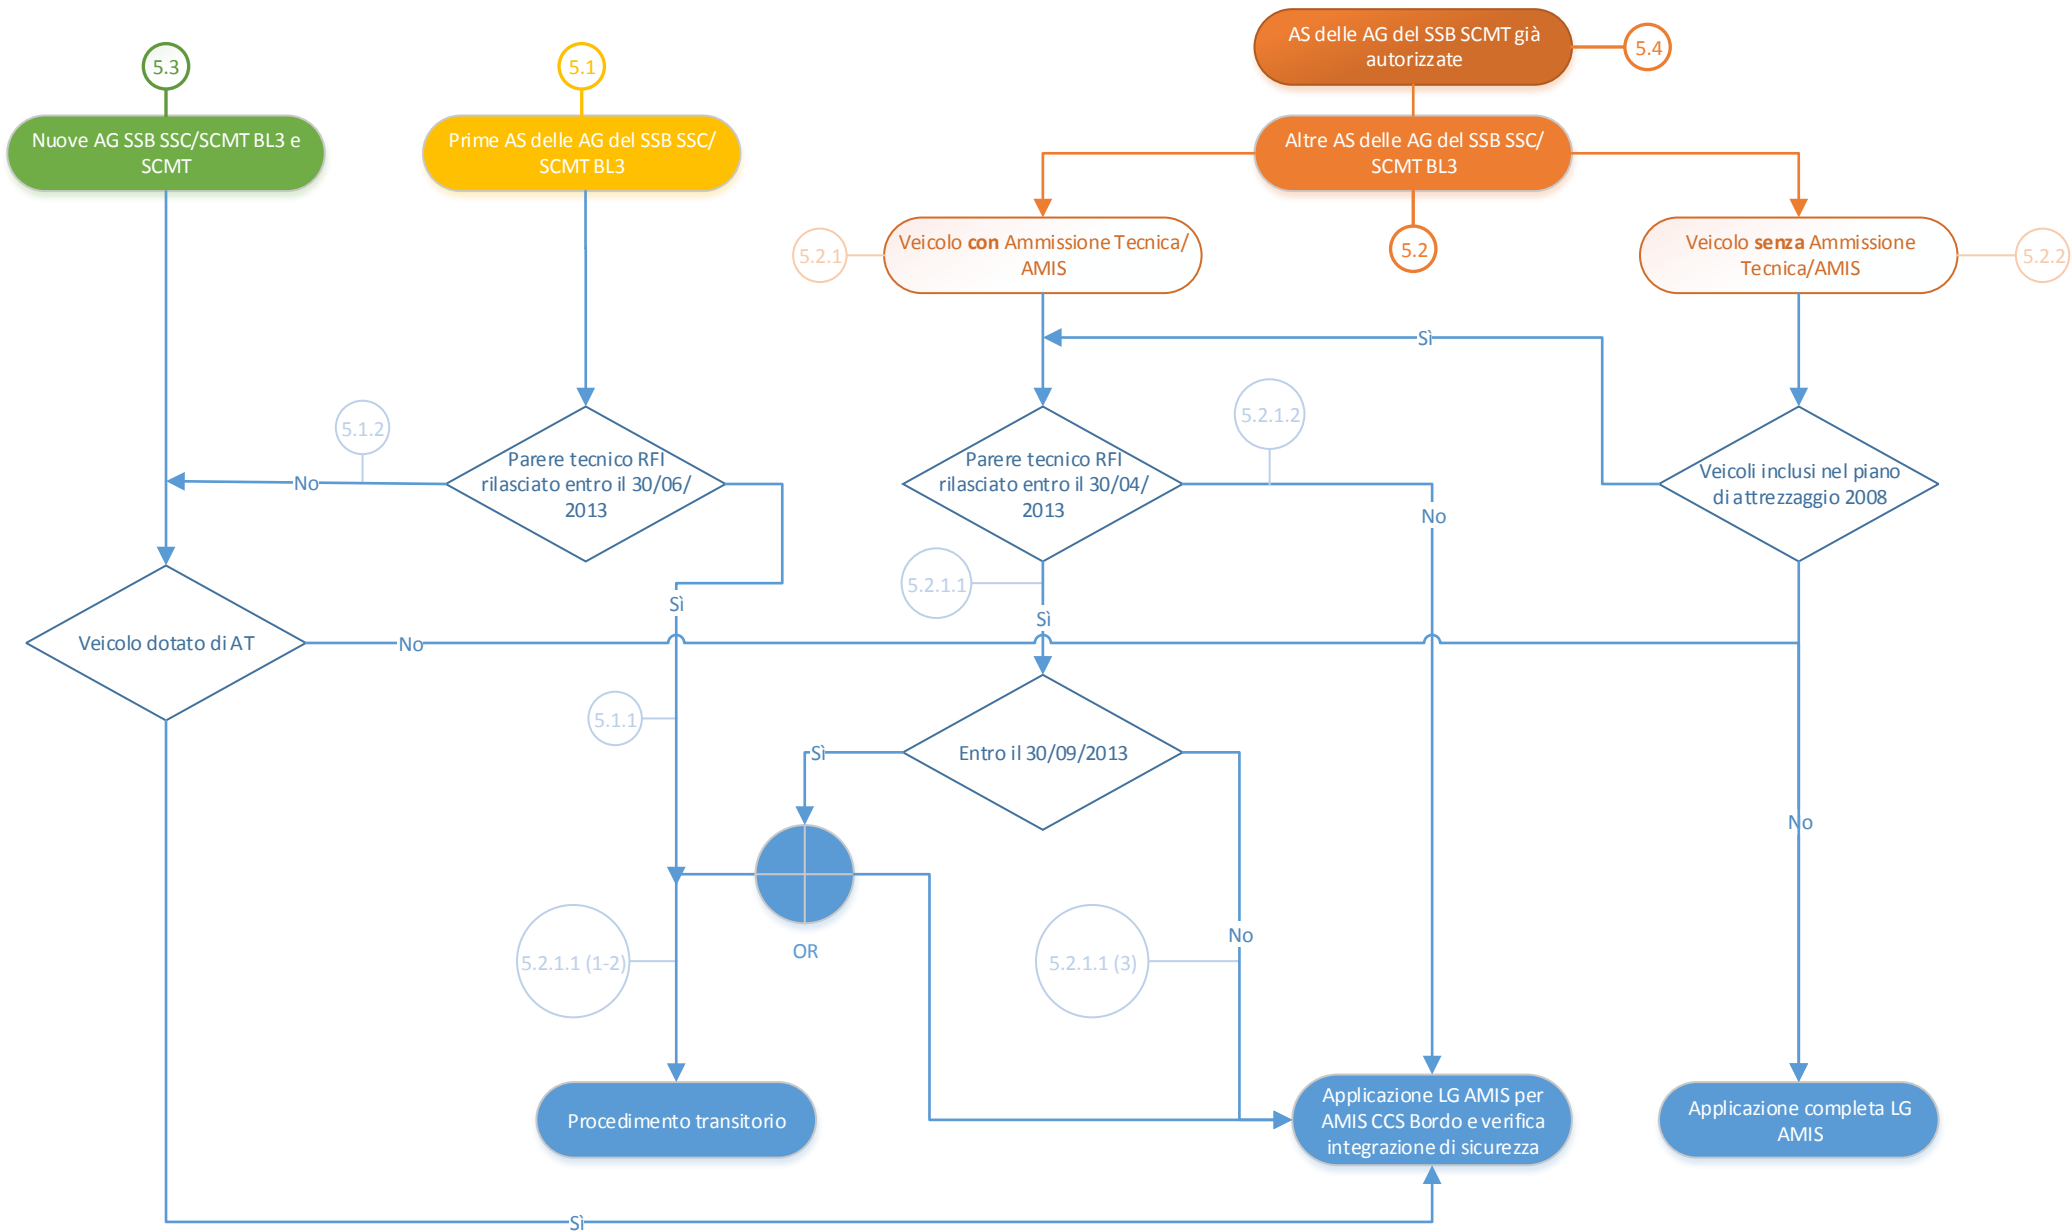 AS delle AG del SSB SCMT già
autorizzate
5.4
5.3
5.1
Nuove AG SSB SSC/SCMT BL3 e
SCMT
Prime AS delle AG del SSB SSC/
SCMT BL3
Altre AS delle AG del SSB SSC/
SCMT BL3
5.2.1
Veicolo con Ammissione Tecnica/
AMIS
5.2
Veicolo senza Ammissione
Tecnica/AMIS
5.2.2
Sì
5.1.2
5.2.1.2
No
Parere tecnico RFI
rilasciato entro il 30/06/
2013
Parere tecnico RFI
rilasciato entro il 30/04/
2013
Veicoli inclusi nel piano
di attrezzaggio 2008
No
5.2.1.1
Sì
Sì
Veicolo dotato di AT
No
5.1.1
Sì
Entro il 30/09/2013
No
OR
No
5.2.1.1 (1-2)
5.2.1.1 (3)
Procedimento transitorio
Applicazione LG AMIS per
AMIS CCS Bordo e verifica
integrazione di sicurezza
Applicazione completa LG
AMIS
Sì